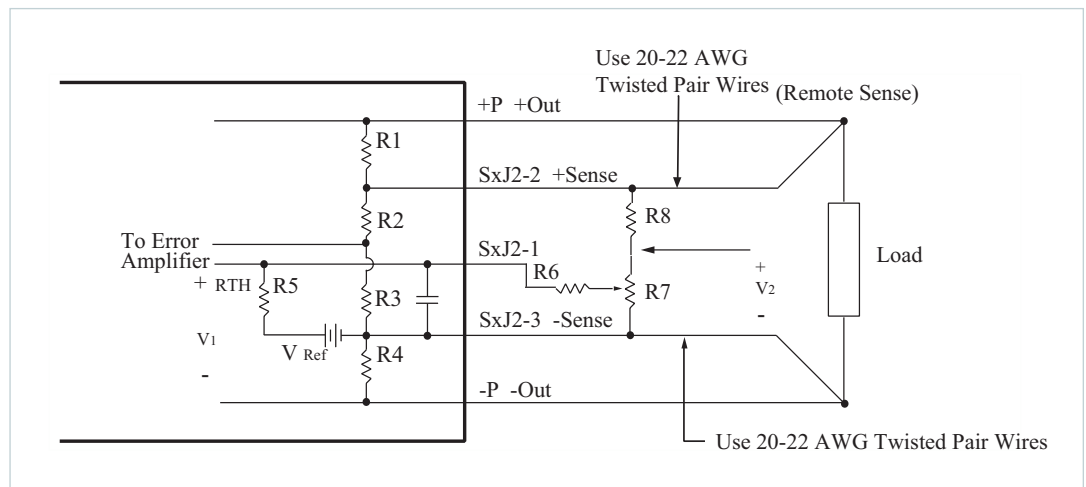 Use 20-22 AWG
Twisted Pair Wires (Remote Sense)
+P +Out
R1
SxJ2-2 +Sense
R2
R8
To Error
Amplifier
SxJ2-1
+ RTH
R5
R6
R3
R7
+
V2
-
Load
SxJ2-3 -Sense
V1
V Ref
R4
-
-P -Out
Use 20-22 AWG Twisted Pair Wires